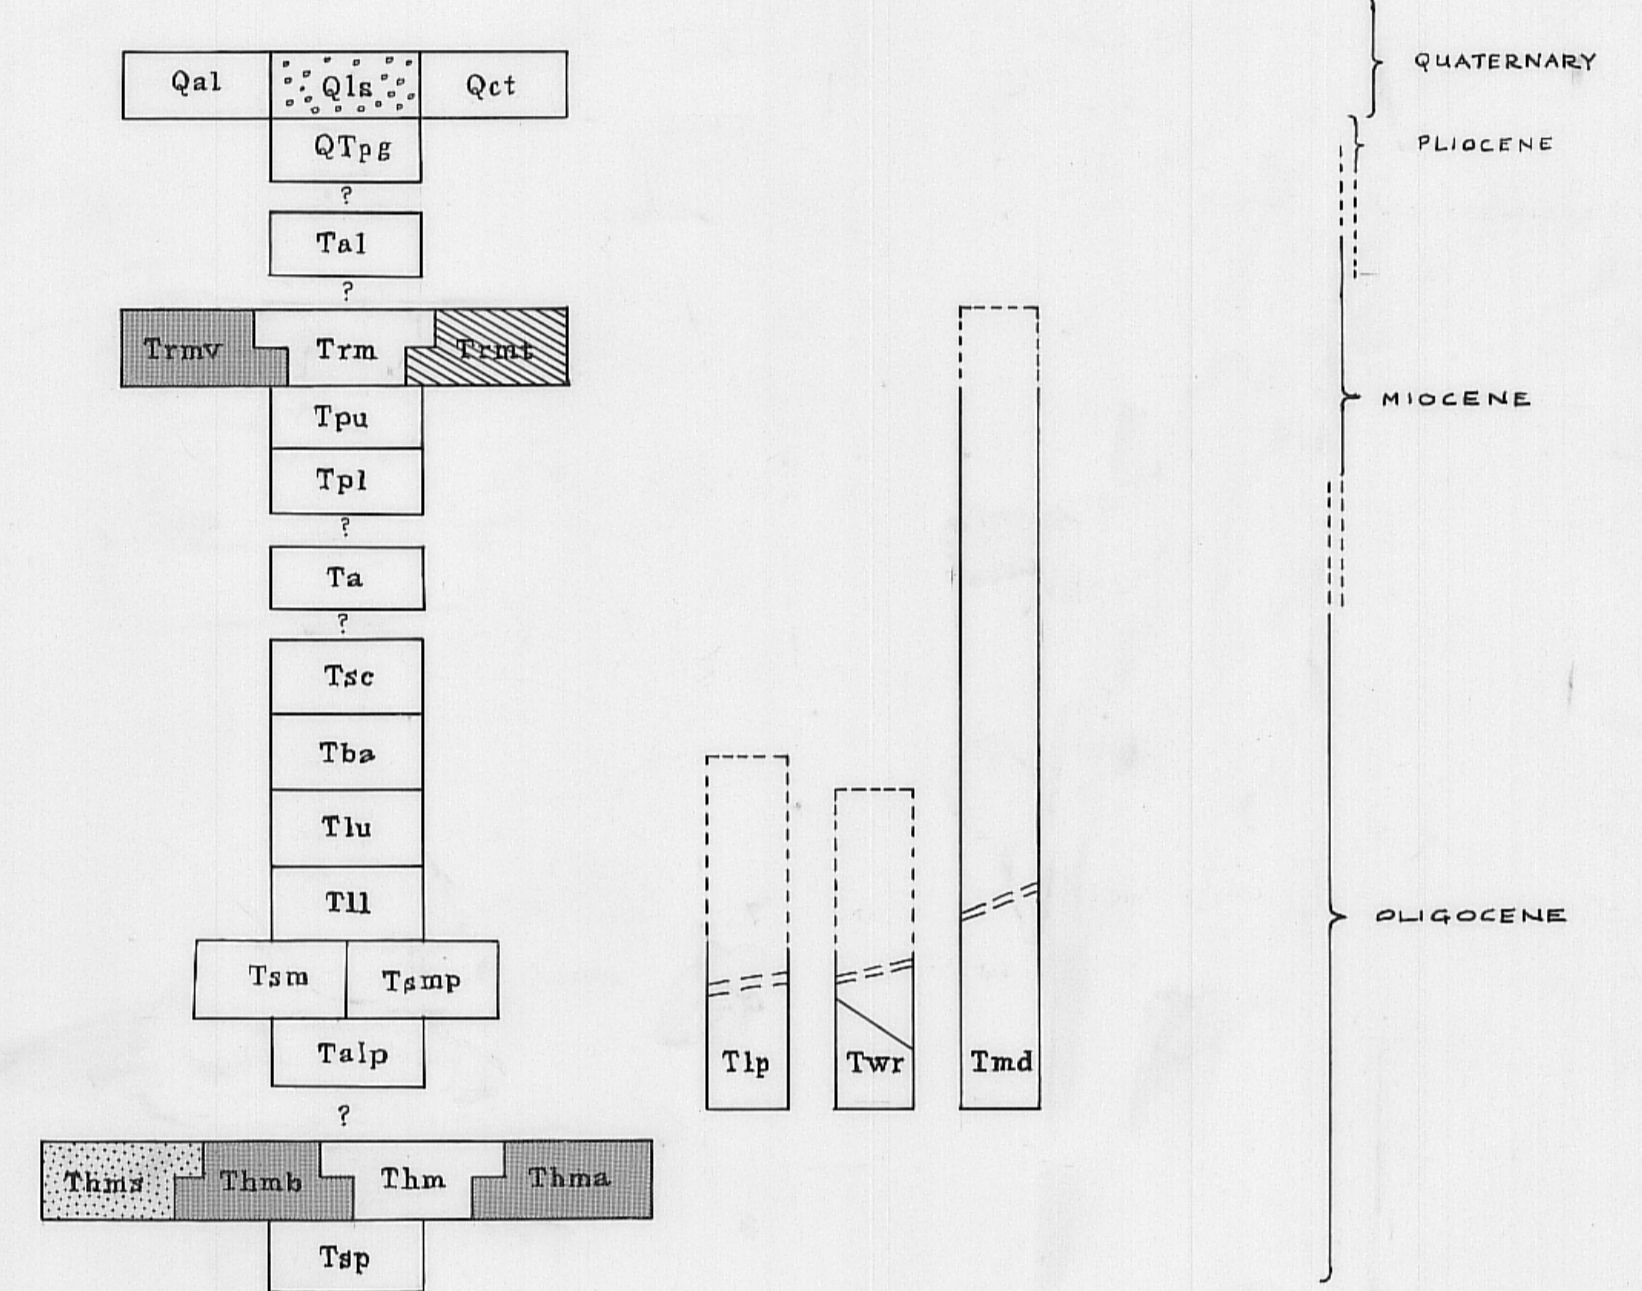 Qal Qls Qct QUATERNARY
QTpg PLIOCENE
?
Tal
?
Trmv Trm Trmt
Tpu MIOCENE
Tpl
?
Ta
?
Tsc
Tba
Tlu
Tll OLIGOCENE
Tsm Tsmp
Talp Tlp Twr Tmd
?
Thms Thmb Thm Thma
Tsp